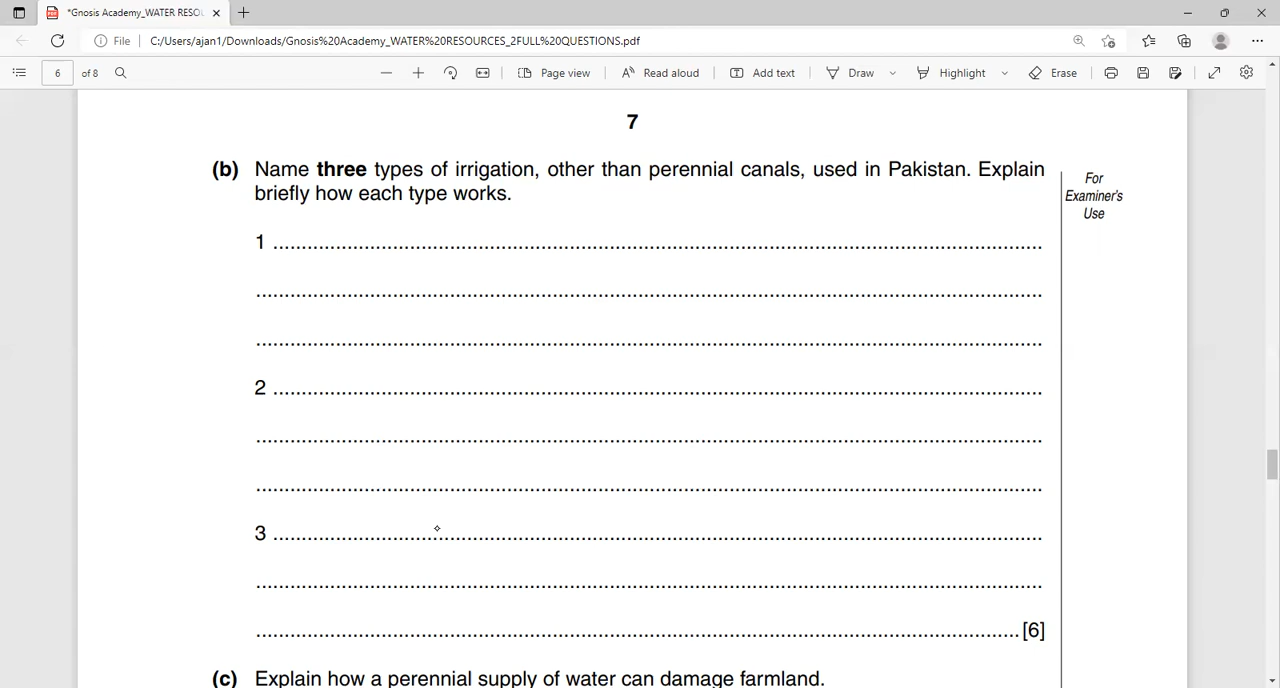 *Gnosis Academy_WATER RESOU
File C:/Users/ajan1/Downloads/Gnosis%20Academy_WATER%20RESOURCES_2FULL%20QUESTIONS.pdf
6 of 8 Page view Read aloud Add text Draw Highlight Erase
7
(b) Name three types of irrigation, other than perennial canals, used in Pakistan. Explain
briefly how each type works.
For
Examiner's
Use
1 ................................................................................
................................................................................
................................................................................
2 ................................................................................
................................................................................
................................................................................
3 ................................................................................
................................................................................
................................................................................[6]
(c) Explain how a perennial supply of water can damage farmland.